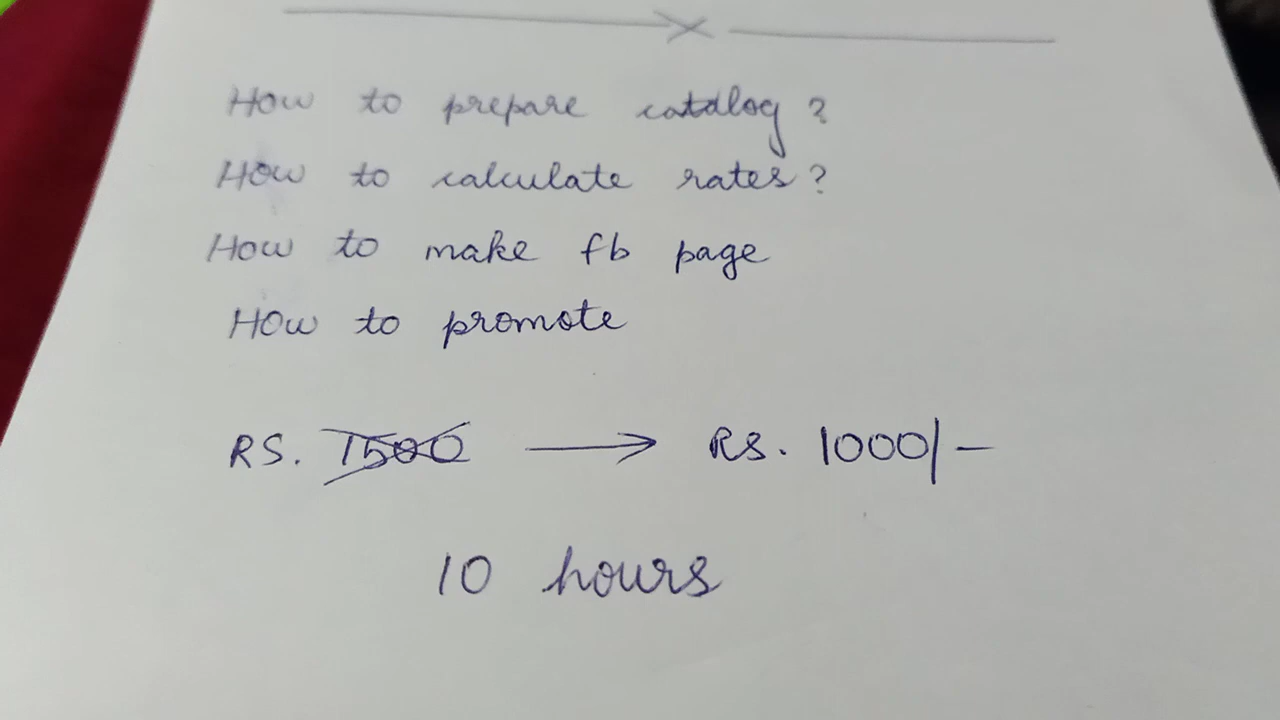 How to prepare catalog ?
How to calculate rates ?
How to make fb page
How to promote
RS. 1500 → RS. 1000/-
10 hours